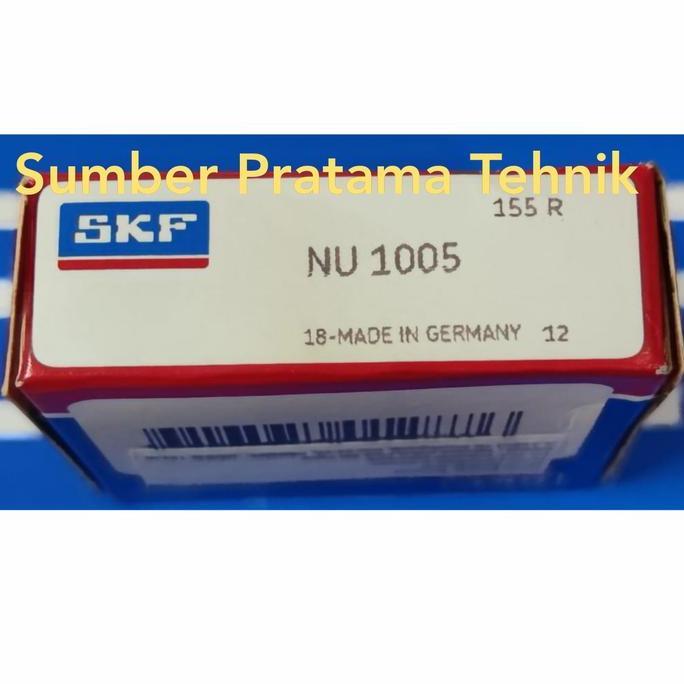 Sumber Pratama Tehnik
SKF
155 R
NU 1005
18-MADE IN GERMANY 12